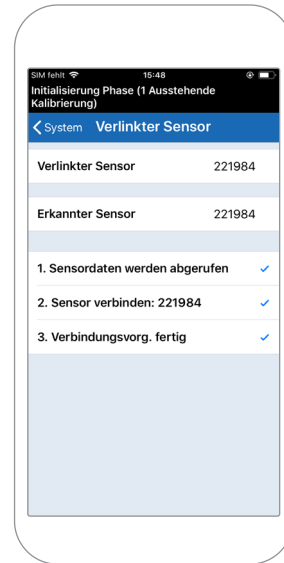 SIM fehlt 15:48
Initialisierung Phase (1 Ausstehende
Kalibrierung)
System Verlinkter Sensor
Verlinkter Sensor 221984
Erkannter Sensor 221984
1. Sensordaten werden abgerufen
2. Sensor verbinden: 221984
3. Verbindungsvorg. fertig